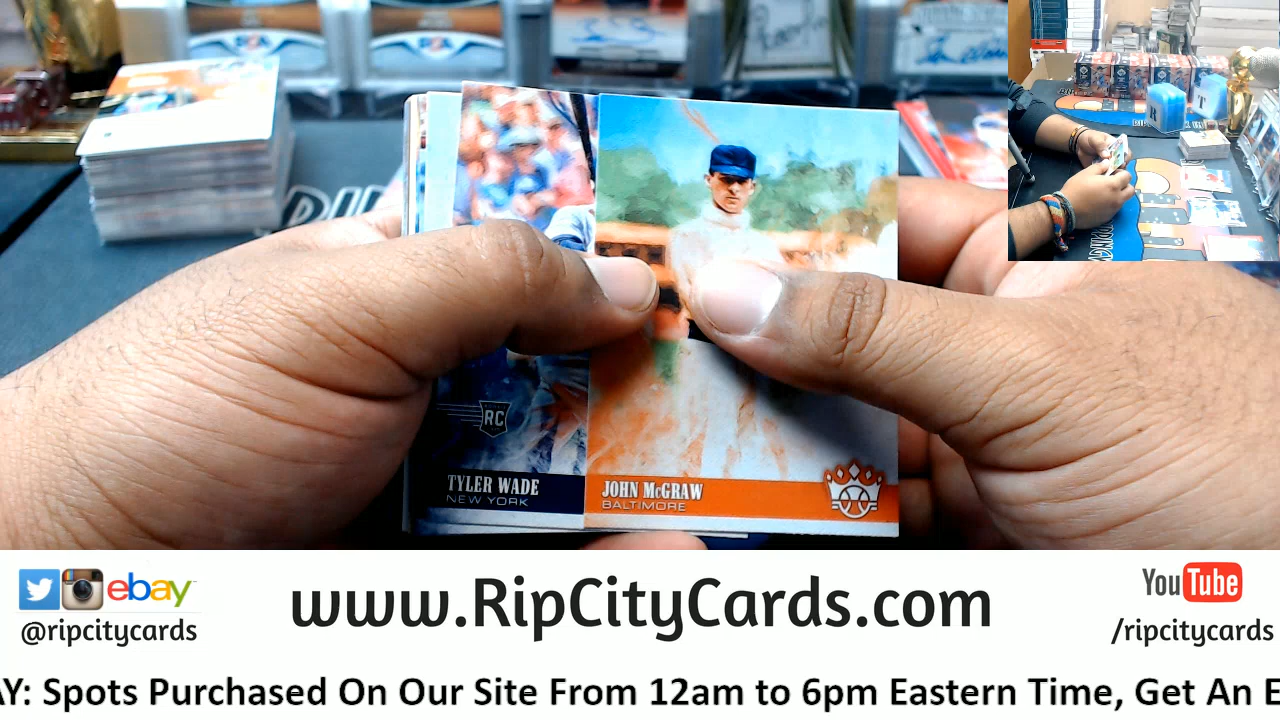 RC
TYLER WADE
NEW YORK
JOHN McGRAW
BALTIMORE
R
T
ebay
@ripcitycards
www.RipCityCards.com
YouTube
/ripcitycards
AY: Spots Purchased On Our Site From 12am to 6pm Eastern Time, Get An E